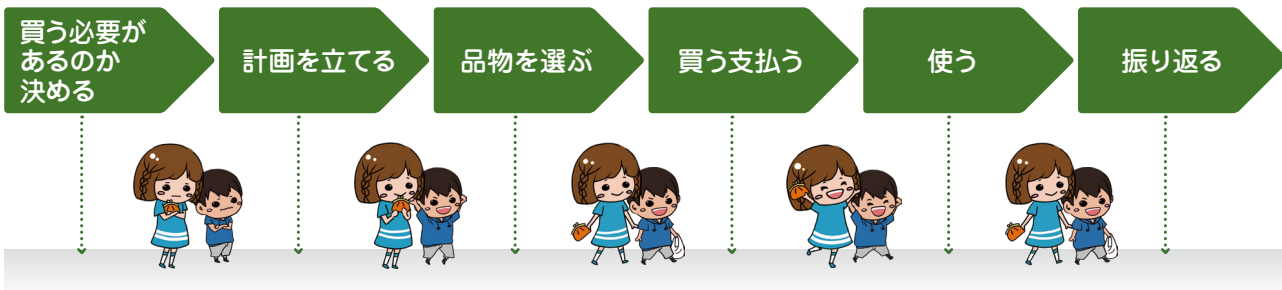 買う必要が
あるのか
決める
計画を立てる
品物を選ぶ
買う支払う
使う
振り返る